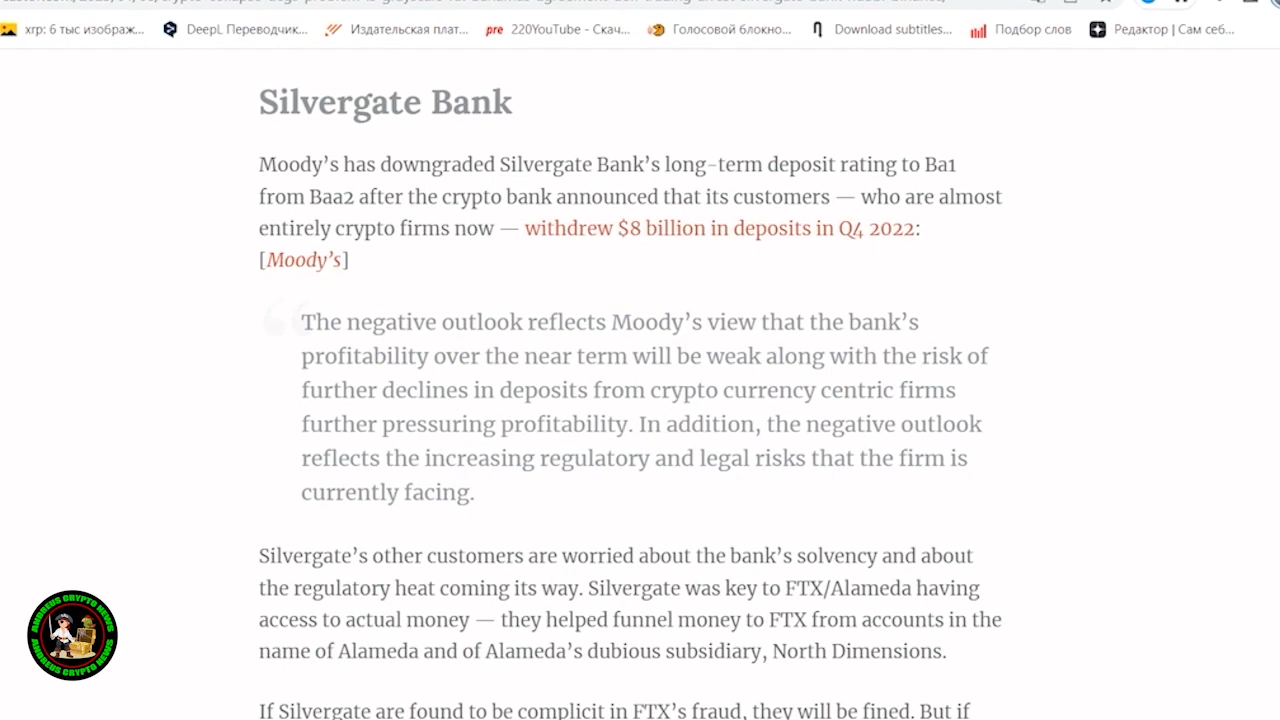 xrp: 6 тыс изображ...
DeepL Переводчик...
Издательская плат...
pre 220YouTube - Скач...
Голосовой блокно...
Download subtitles...
Подбор слов
Редактор | Сам себ...
Silvergate Bank
Moody’s has downgraded Silvergate Bank’s long-term deposit rating to Ba1
from Baa2 after the crypto bank announced that its customers — who are almost
entirely crypto firms now — withdrew $8 billion in deposits in Q4 2022:
[Moody’s]
“The negative outlook reflects Moody’s view that the bank’s
profitability over the near term will be weak along with the risk of
further declines in deposits from crypto currency centric firms
further pressuring profitability. In addition, the negative outlook
reflects the increasing regulatory and legal risks that the firm is
currently facing.
Silvergate’s other customers are worried about the bank’s solvency and about
the regulatory heat coming its way. Silvergate was key to FTX/Alameda having
access to actual money — they helped funnel money to FTX from accounts in the
name of Alameda and of Alameda’s dubious subsidiary, North Dimensions.
If Silvergate are found to be complicit in FTX’s fraud, they will be fined. But if
ANDREUS CRYPTO NEWS
ANDREUS CRYPTO NEWS